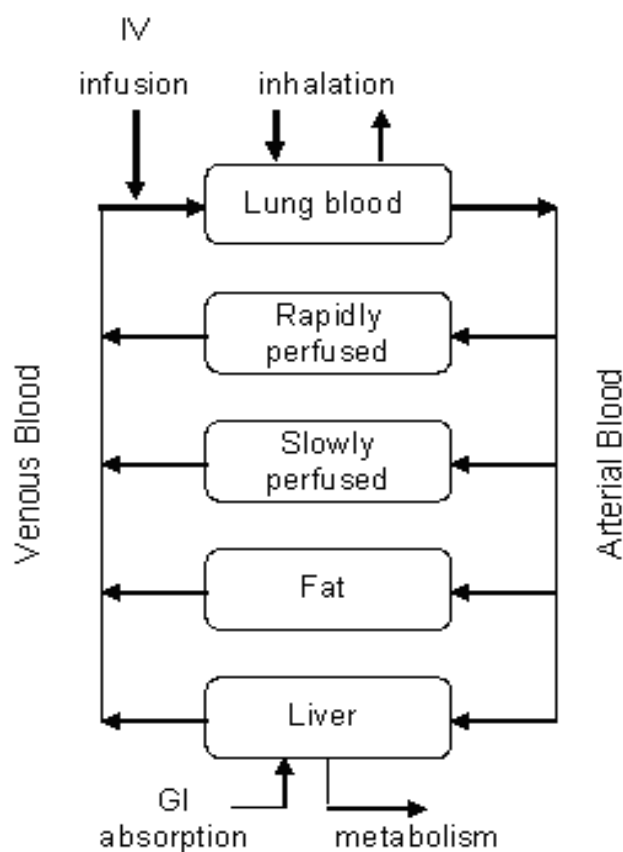 IV
infusion
inhalation
Lung blood
Rapidly
perfused
Slowly
perfused
Fat
Liver
GI
absorption
metabolism
Venous Blood
Arterial Blood